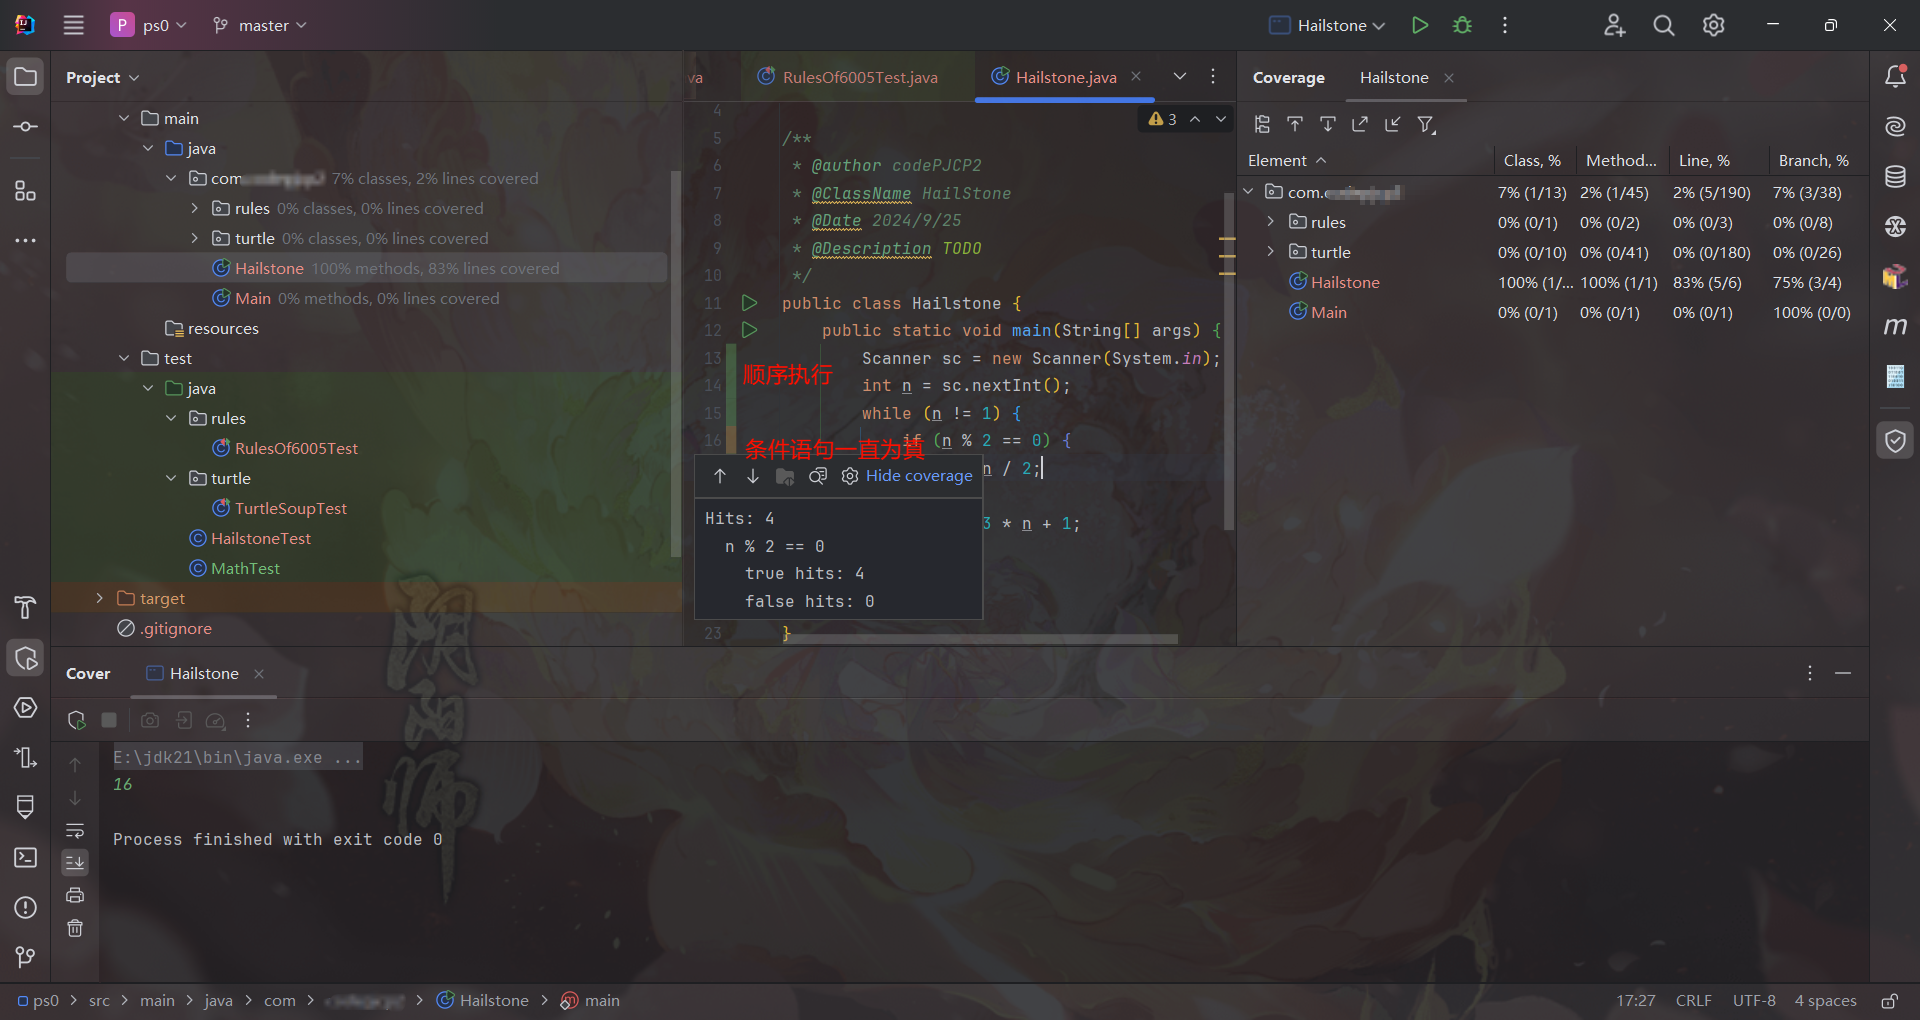 ps0
master
Hailstone
Project
main
java
com
7% classes, 2% lines covered
rules 0% classes, 0% lines covered
turtle 0% classes, 0% lines covered
Hailstone 100% methods, 83% lines covered
Main 0% methods, 0% lines covered
resources
test
java
rules
RulesOf6005Test
turtle
TurtleSoupTest
HailstoneTest
MathTest
target
.gitignore
va
RulesOf6005Test.java
Hailstone.java
3
4
5 /**
6 * @author codePJCP2
7 * @ClassName HailStone
8 * @Date 2024/9/25
9 * @Description TODO
10 */
11 public class Hailstone {
12 public static void main(String[] args) {
13 Scanner sc = new Scanner(System.in);
顺序执行
14 int n = sc.nextInt();
15 while (n != 1) {
16 if (n % 2 == 0) {
条件语句一直为真
n / 2;
Hide coverage
Hits: 4
3 * n + 1;
n % 2 == 0
true hits: 4
false hits: 0
23 }
Coverage
Hailstone
Element Class, % Method... Line, % Branch, %
com. 7% (1/13) 2% (1/45) 2% (5/190) 7% (3/38)
rules 0% (0/1) 0% (0/2) 0% (0/3) 0% (0/8)
turtle 0% (0/10) 0% (0/41) 0% (0/180) 0% (0/26)
Hailstone 100% (1/... 100% (1/1) 83% (5/6) 75% (3/4)
Main 0% (0/1) 0% (0/1) 0% (0/1) 100% (0/0)
Cover
Hailstone
E:\jdk21\bin\java.exe ...
16
Process finished with exit code 0
阴阳师
ps0 > src > main > java > com > > Hailstone > main
17:27 CRLF UTF-8 4 spaces